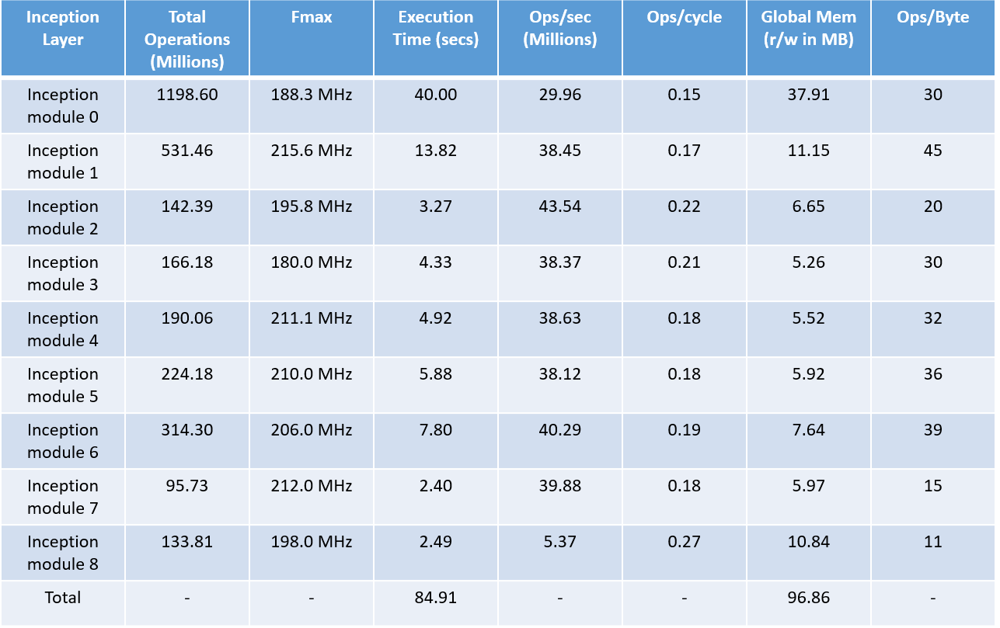 Inception Layer Total Operations (Millions) Fmax Execution Time (secs) Ops/sec (Millions) Ops/cycle Global Mem (r/w in MB) Ops/Byte
Inception module 0 1198.60 188.3 MHz 40.00 29.96 0.15 37.91 30
Inception module 1 531.46 215.6 MHz 13.82 38.45 0.17 11.15 45
Inception module 2 142.39 195.8 MHz 3.27 43.54 0.22 6.65 20
Inception module 3 166.18 180.0 MHz 4.33 38.37 0.21 5.26 30
Inception module 4 190.06 211.1 MHz 4.92 38.63 0.18 5.52 32
Inception module 5 224.18 210.0 MHz 5.88 38.12 0.18 5.92 36
Inception module 6 314.30 206.0 MHz 7.80 40.29 0.19 7.64 39
Inception module 7 95.73 212.0 MHz 2.40 39.88 0.18 5.97 15
Inception module 8 133.81 198.0 MHz 2.49 5.37 0.27 10.84 11
Total - - 84.91 - - 96.86 -